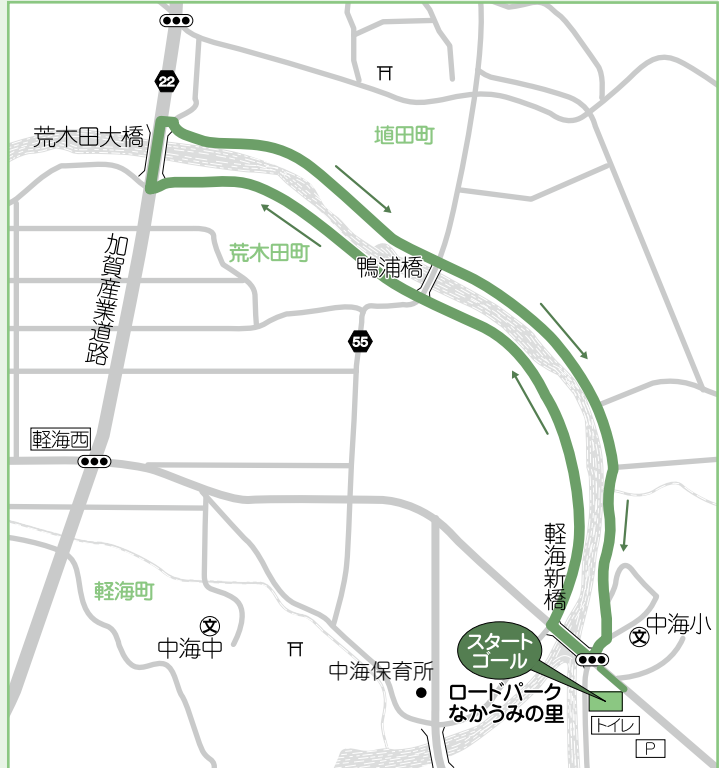 22
荒木田大橋
埴田町
荒木田町
鴨浦橋
加賀産業道路
55
軽海西
軽海新橋
軽海町
文
中海中
文
中海小
スタート
ゴール
中海保育所
ロードパーク
なかうみの里
トイレ
P